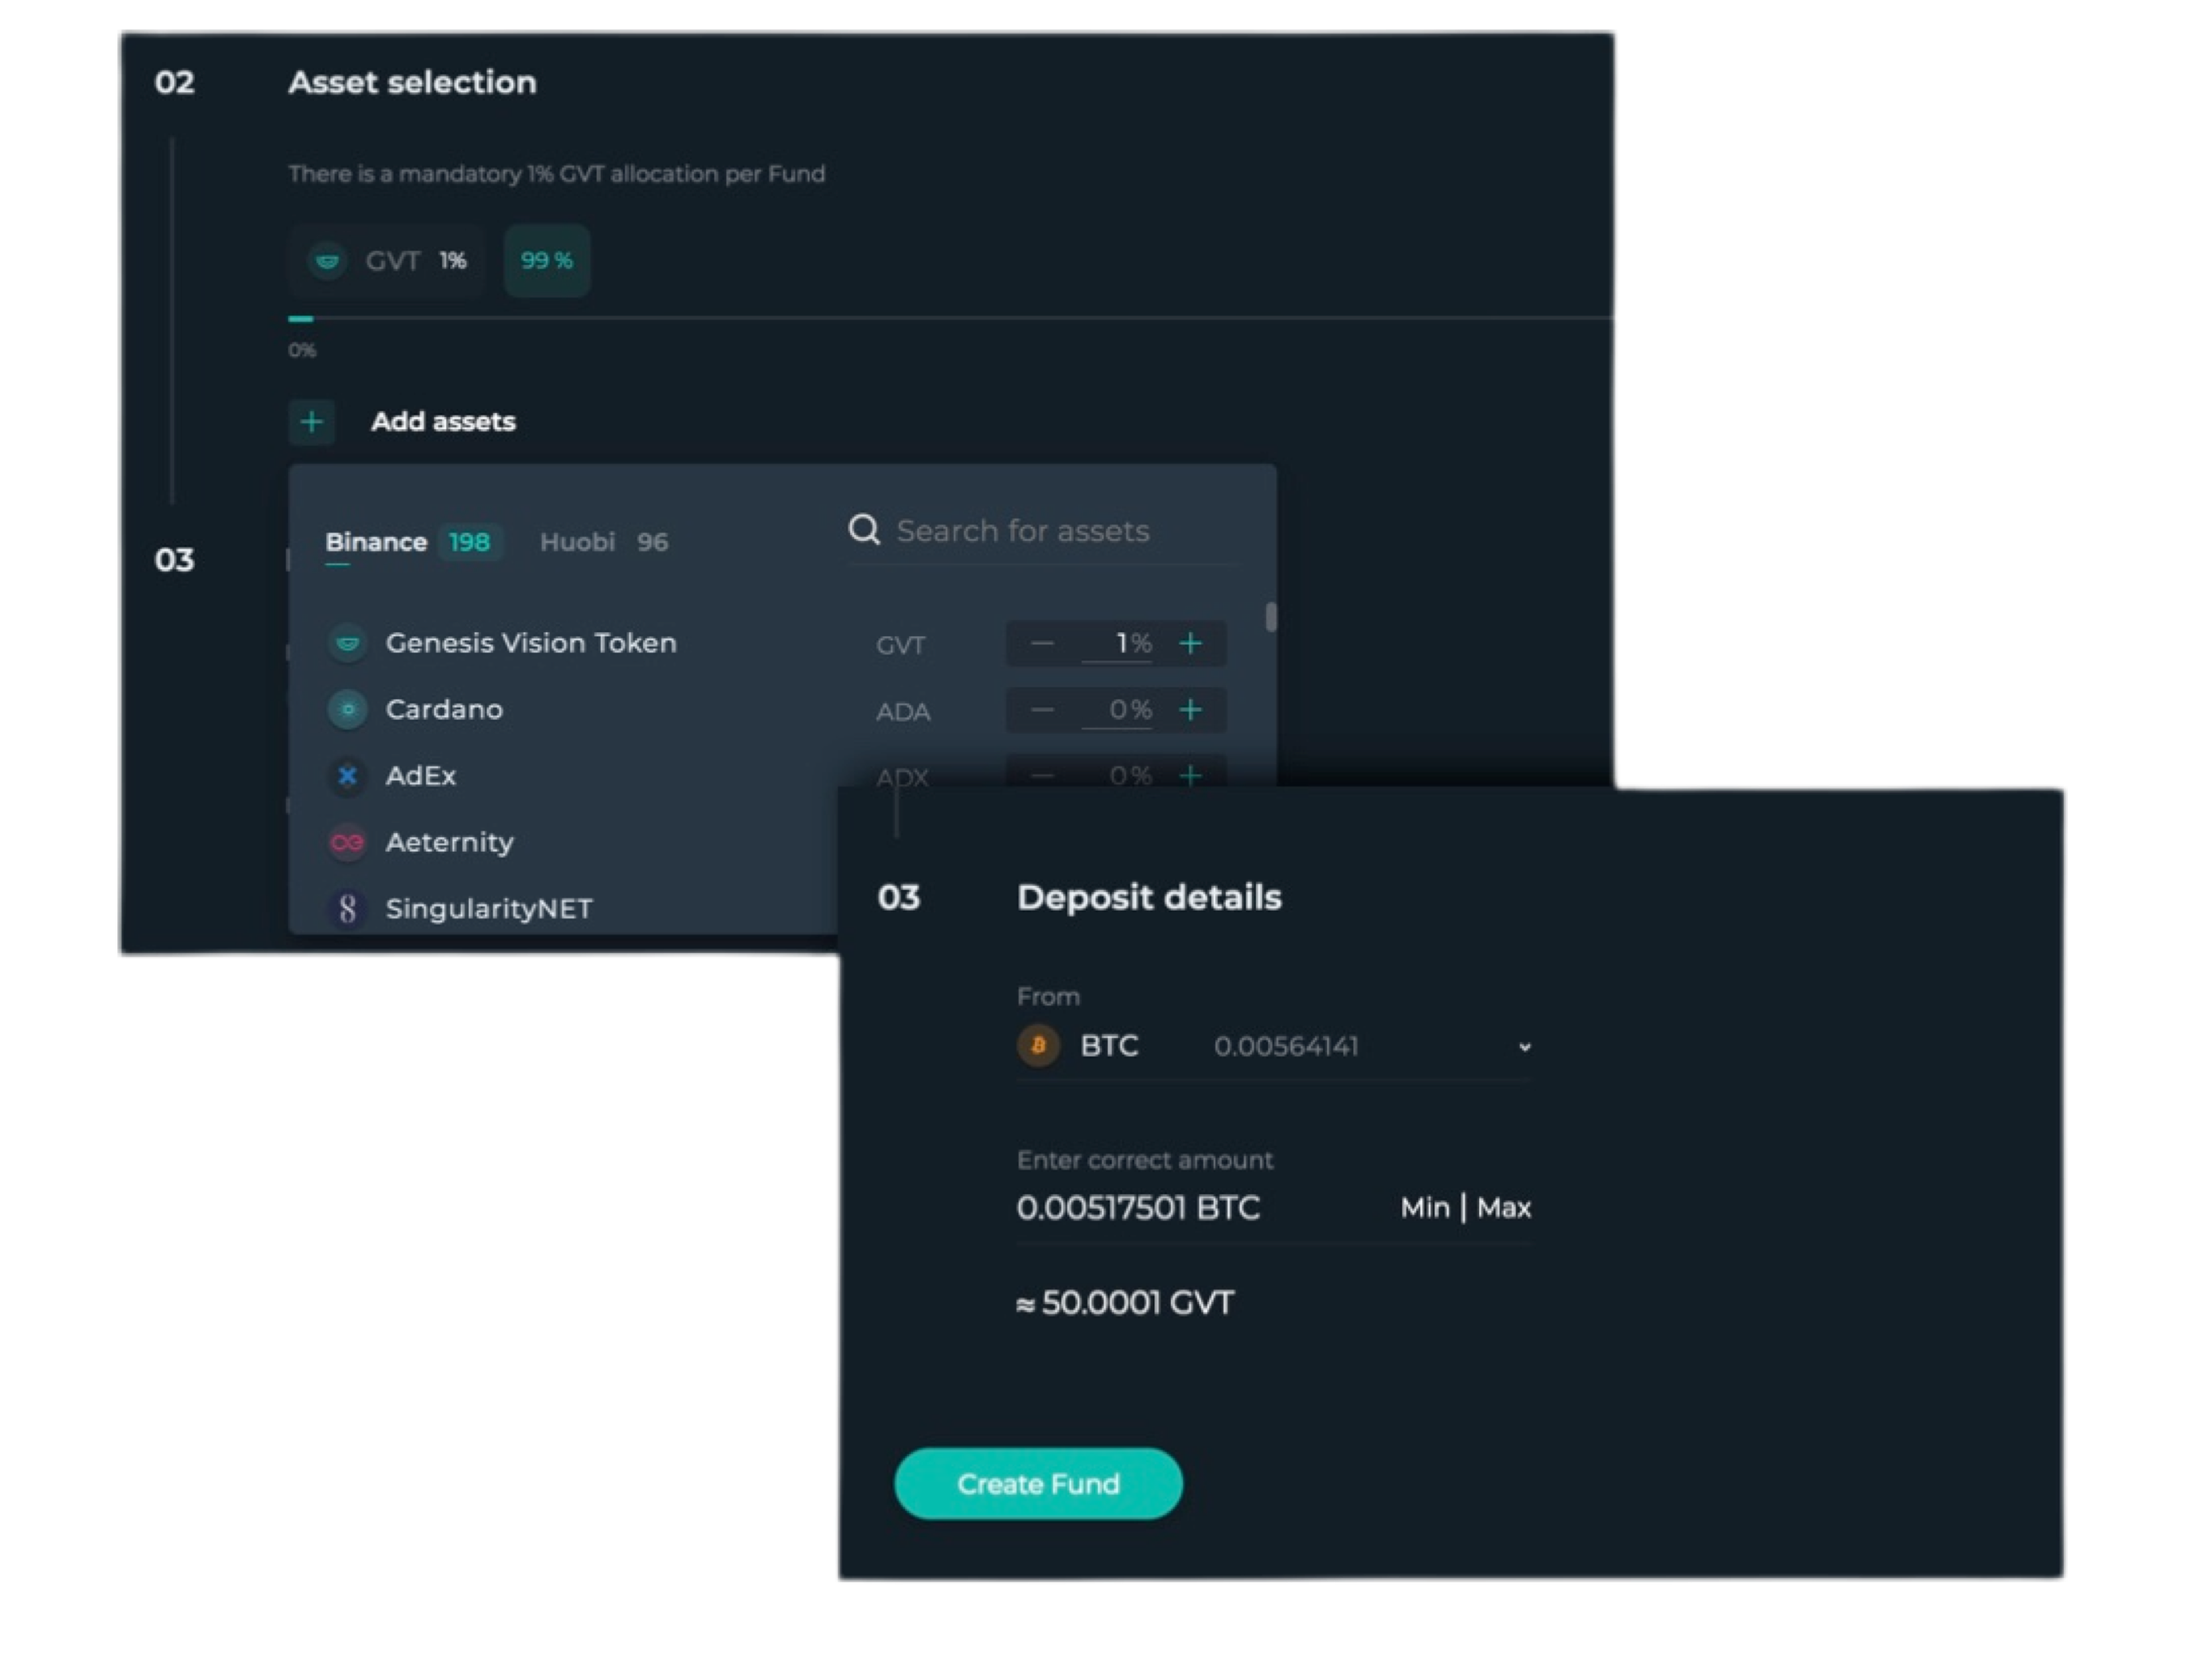 02 Asset selection
There is a mandatory 1% GVT allocation per Fund
GVT 1% 99 %
0%
+ Add assets
Binance 198 Huobi 96 Search for assets
03
Genesis Vision Token GVT — 1% +
Cardano ADA — 0% +
AdEx ADX — 0% +
Aeternity
SingularityNET
03 Deposit details
From
BTC 0.00564141
Enter correct amount
0.00517501 BTC Min | Max
≈ 50.0001 GVT
Create Fund